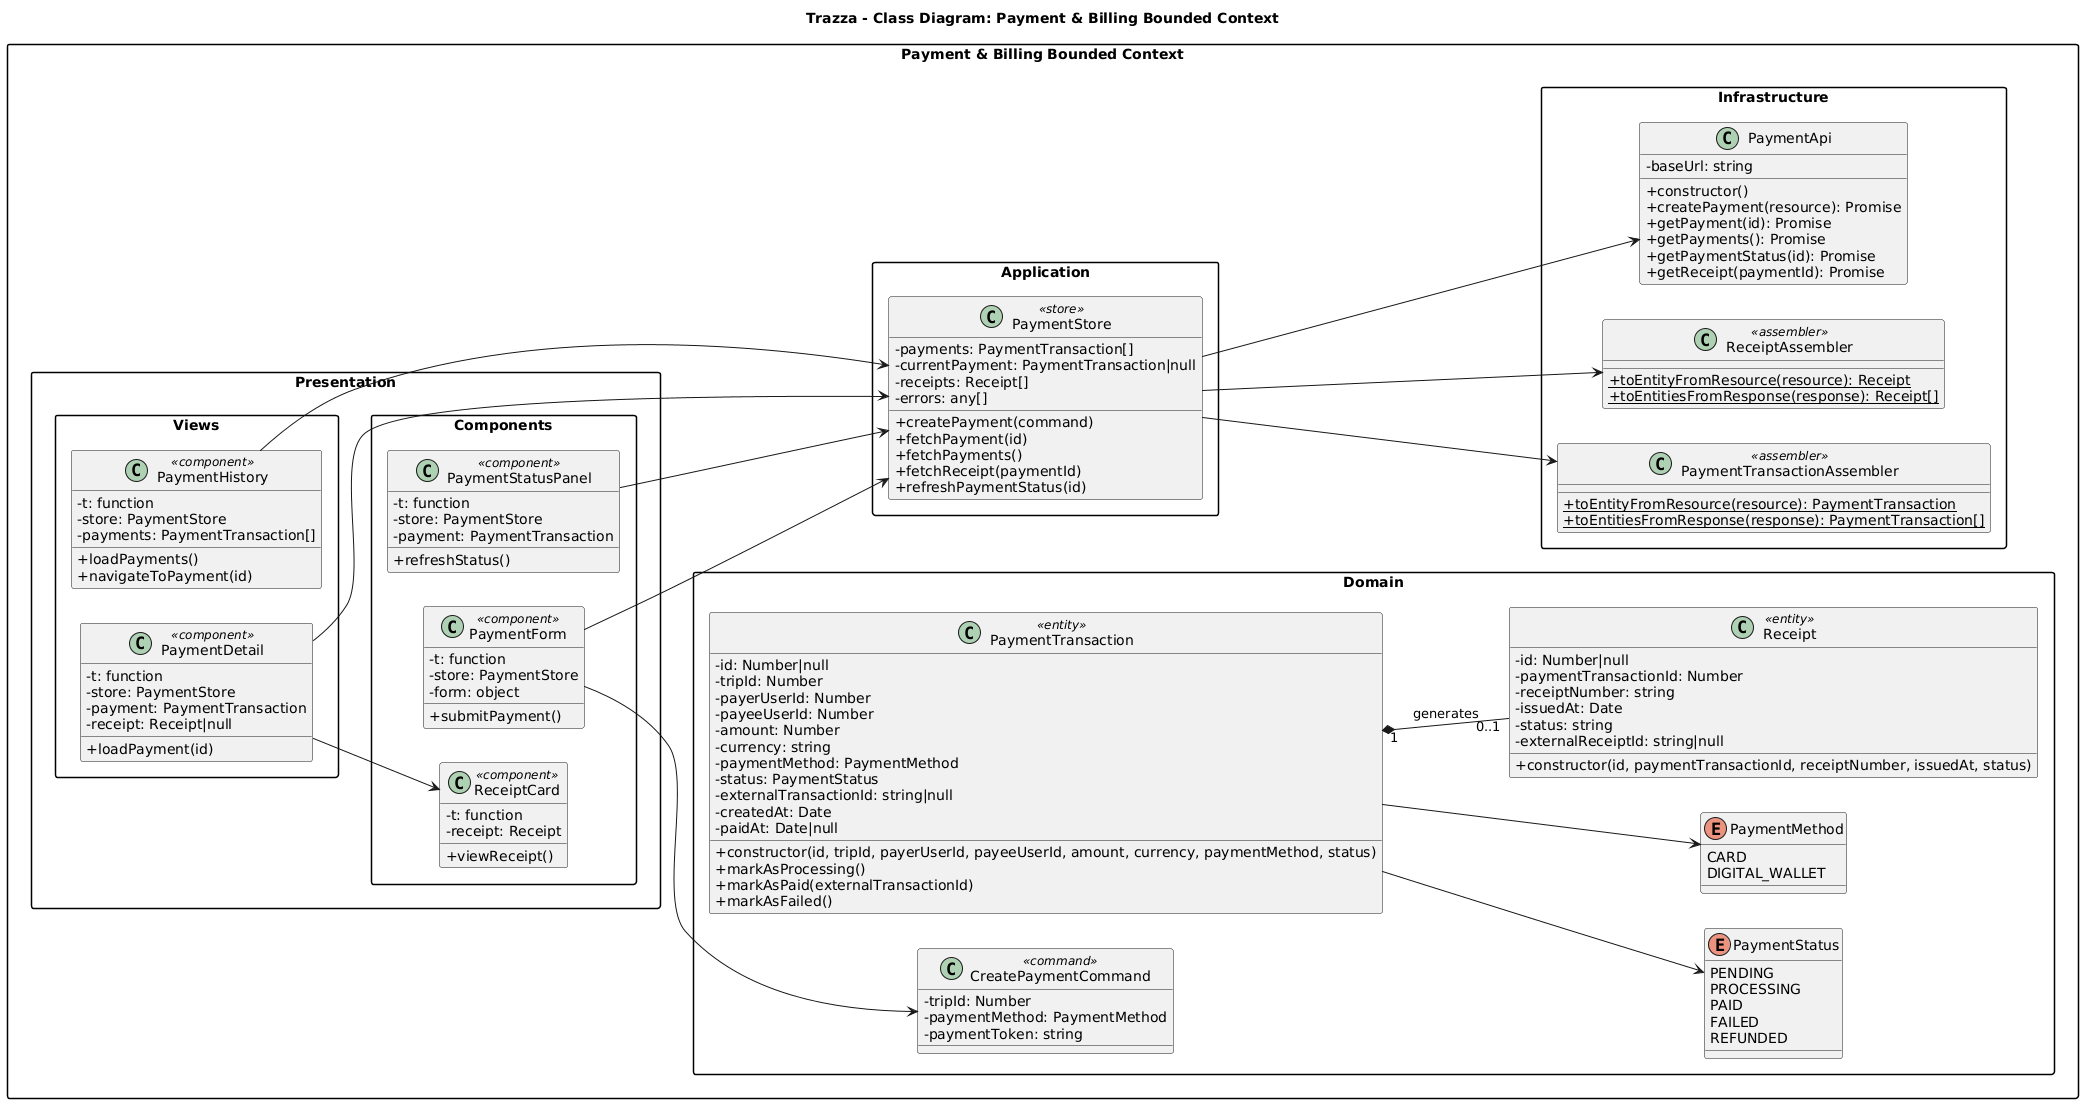 Trazza - Class Diagram: Payment & Billing Bounded Context
Payment & Billing Bounded Context
Presentation
Views
C
«component»
PaymentHistory
-t: function
-store: PaymentStore
-payments: PaymentTransaction[]
+loadPayments()
+navigateToPayment(id)
C
«component»
PaymentDetail
-t: function
-store: PaymentStore
-payment: PaymentTransaction
-receipt: Receipt|null
+loadPayment(id)
Components
C
«component»
PaymentStatusPanel
-t: function
-store: PaymentStore
-payment: PaymentTransaction
+refreshStatus()
C
«component»
PaymentForm
-t: function
-store: PaymentStore
-form: object
+submitPayment()
C
«component»
ReceiptCard
-t: function
-receipt: Receipt
+viewReceipt()
Application
C
«store»
PaymentStore
-payments: PaymentTransaction[]
-currentPayment: PaymentTransaction|null
-receipts: Receipt[]
-errors: any[]
+createPayment(command)
+fetchPayment(id)
+fetchPayments()
+fetchReceipt(paymentId)
+refreshPaymentStatus(id)
Infrastructure
C
PaymentApi
-baseUrl: string
+constructor()
+createPayment(resource): Promise
+getPayment(id): Promise
+getPayments(): Promise
+getPaymentStatus(id): Promise
+getReceipt(paymentId): Promise
C
«assembler»
ReceiptAssembler
+toEntityFromResource(resource): Receipt
+toEntitiesFromResponse(response): Receipt[]
C
«assembler»
PaymentTransactionAssembler
+toEntityFromResource(resource): PaymentTransaction
+toEntitiesFromResponse(response): PaymentTransaction[]
Domain
C
«entity»
PaymentTransaction
-id: Number|null
-tripId: Number
-payerUserId: Number
-payeeUserId: Number
-amount: Number
-currency: string
-paymentMethod: PaymentMethod
-status: PaymentStatus
-externalTransactionId: string|null
-createdAt: Date
-paidAt: Date|null
+constructor(id, tripId, payerUserId, payeeUserId, amount, currency, paymentMethod, status)
+markAsProcessing()
+markAsPaid(externalTransactionId)
+markAsFailed()
generates
1
0..1
C
«entity»
Receipt
-id: Number|null
-paymentTransactionId: Number
-receiptNumber: string
-issuedAt: Date
-status: string
-externalReceiptId: string|null
+constructor(id, paymentTransactionId, receiptNumber, issuedAt, status)
E
PaymentMethod
CARD
DIGITAL_WALLET
E
PaymentStatus
PENDING
PROCESSING
PAID
FAILED
REFUNDED
C
«command»
CreatePaymentCommand
-tripId: Number
-paymentMethod: PaymentMethod
-paymentToken: string